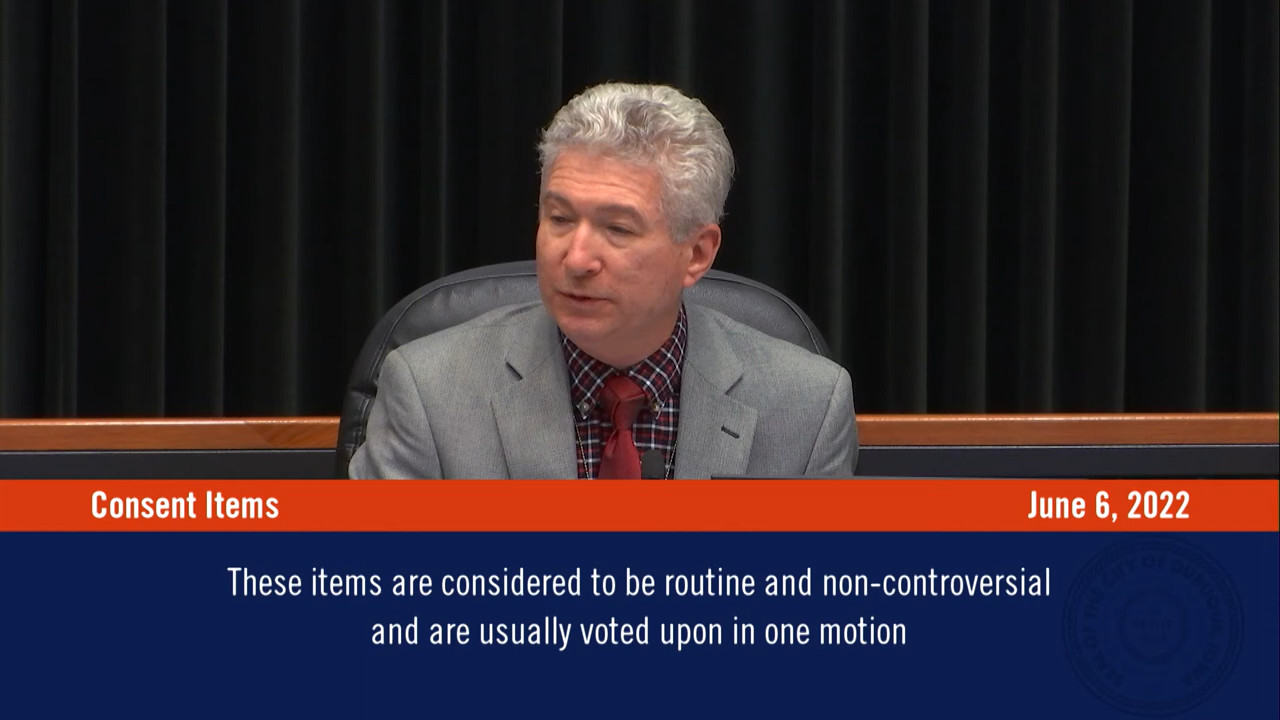 Consent Items
June 6, 2022
These items are considered to be routine and non-controversial
and are usually voted upon in one motion